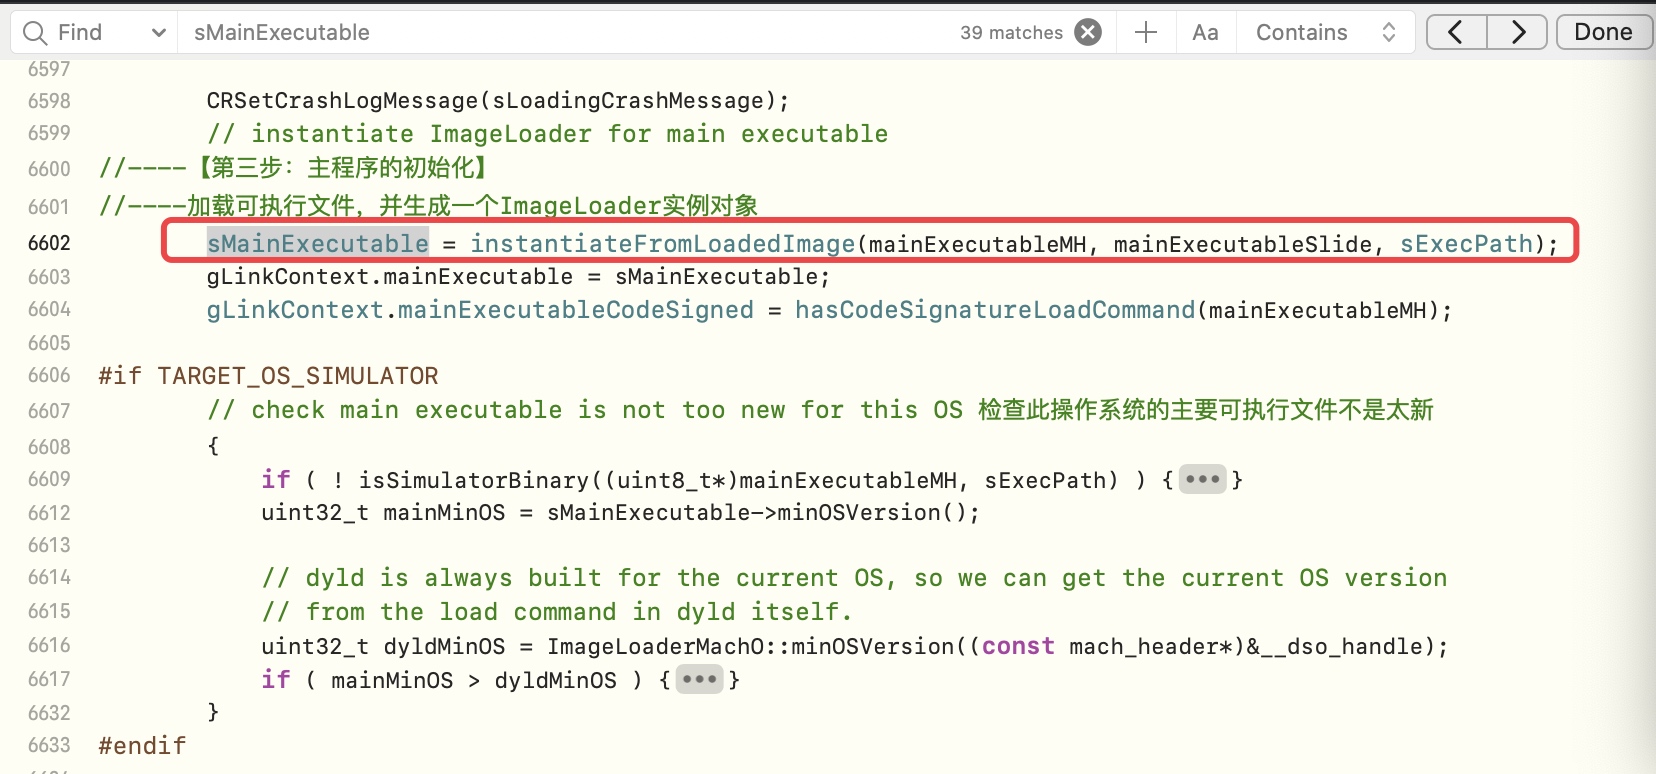 Find sMainExecutable 39 matches Aa Contains Done
6597
6598 CRSetCrashLogMessage(sLoadingCrashMessage);
6599 // instantiate ImageLoader for main executable
6600 //----【第三步：主程序的初始化】
6601 //----加载可执行文件，并生成一个ImageLoader实例对象
6602 sMainExecutable = instantiateFromLoadedImage(mainExecutableMH, mainExecutableSlide, sExecPath);
6603 gLinkContext.mainExecutable = sMainExecutable;
6604 gLinkContext.mainExecutableCodeSigned = hasCodeSignatureLoadCommand(mainExecutableMH);
6605
6606 #if TARGET_OS_SIMULATOR
6607 // check main executable is not too new for this OS 检查此操作系统的主要可执行文件不是太新
6608 {
6609 if ( ! isSimulatorBinary((uint8_t*)mainExecutableMH, sExecPath) ) {•••}
6612 uint32_t mainMinOS = sMainExecutable->minOSVersion();
6613
6614 // dyld is always built for the current OS, so we can get the current OS version
6615 // from the load command in dyld itself.
6616 uint32_t dyldMinOS = ImageLoaderMachO::minOSVersion((const mach_header*)&__dso_handle);
6617 if ( mainMinOS > dyldMinOS ) {•••}
6632 }
6633 #endif